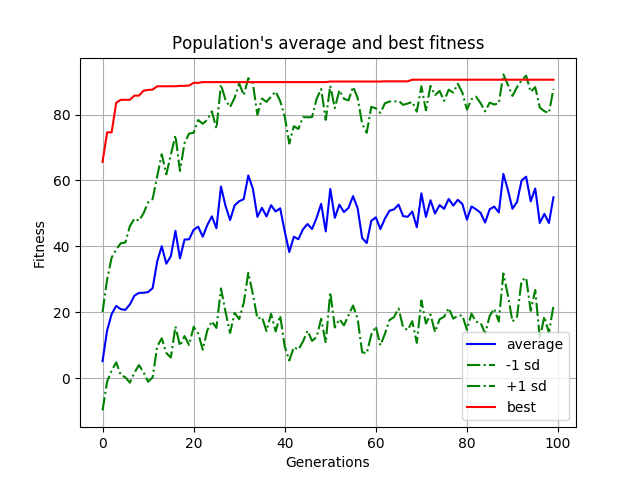 Population's average and best fitness
80
60
40
20
0
Fitness
0 20 40 60 80 100
Generations
average
-1 sd
+1 sd
best